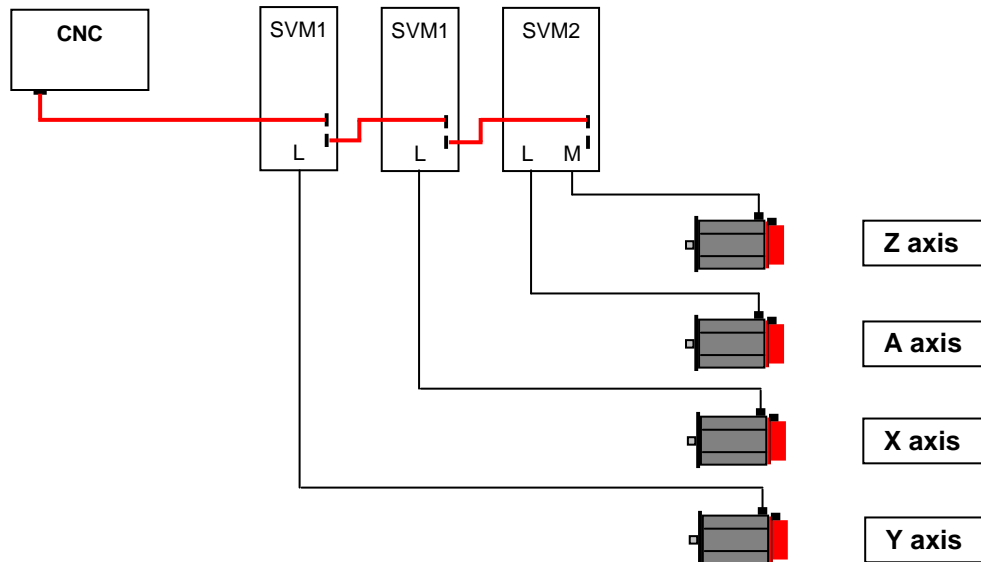 CNC
SVM1
SVM1
SVM2
L
L
L M
Z axis
A axis
X axis
Y axis